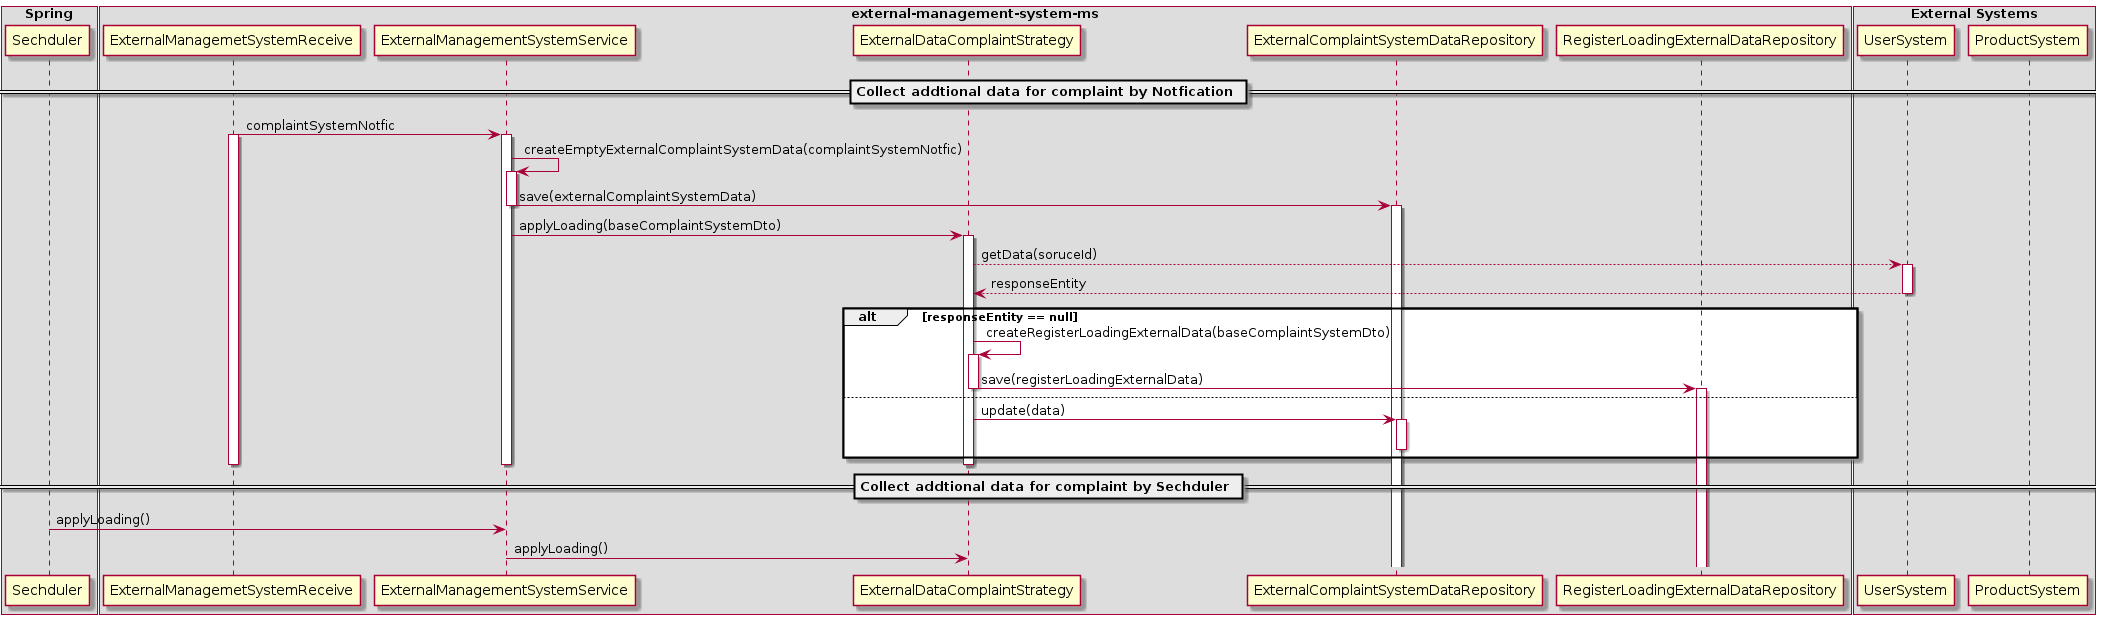 Spring
external-management-system-ms
External Systems
Sechduler
ExternalManagemetSystemReceive
ExternalManagementSystemService
ExternalDataComplaintStrategy
ExternalComplaintSystemDataRepository
RegisterLoadingExternalDataRepository
UserSystem
ProductSystem
Collect addtional data for complaint by Notfication
complaintSystemNotfic
createEmptyExternalComplaintSystemData(complaintSystemNotfic)
save(externalComplaintSystemData)
applyLoading(baseComplaintSystemDto)
getData(soruceId)
responseEntity
alt [responseEntity == null]
createRegisterLoadingExternalData(baseComplaintSystemDto)
save(registerLoadingExternalData)
update(data)
Collect addtional data for complaint by Sechduler
applyLoading()
applyLoading()
Sechduler
ExternalManagemetSystemReceive
ExternalManagementSystemService
ExternalDataComplaintStrategy
ExternalComplaintSystemDataRepository
RegisterLoadingExternalDataRepository
UserSystem
ProductSystem